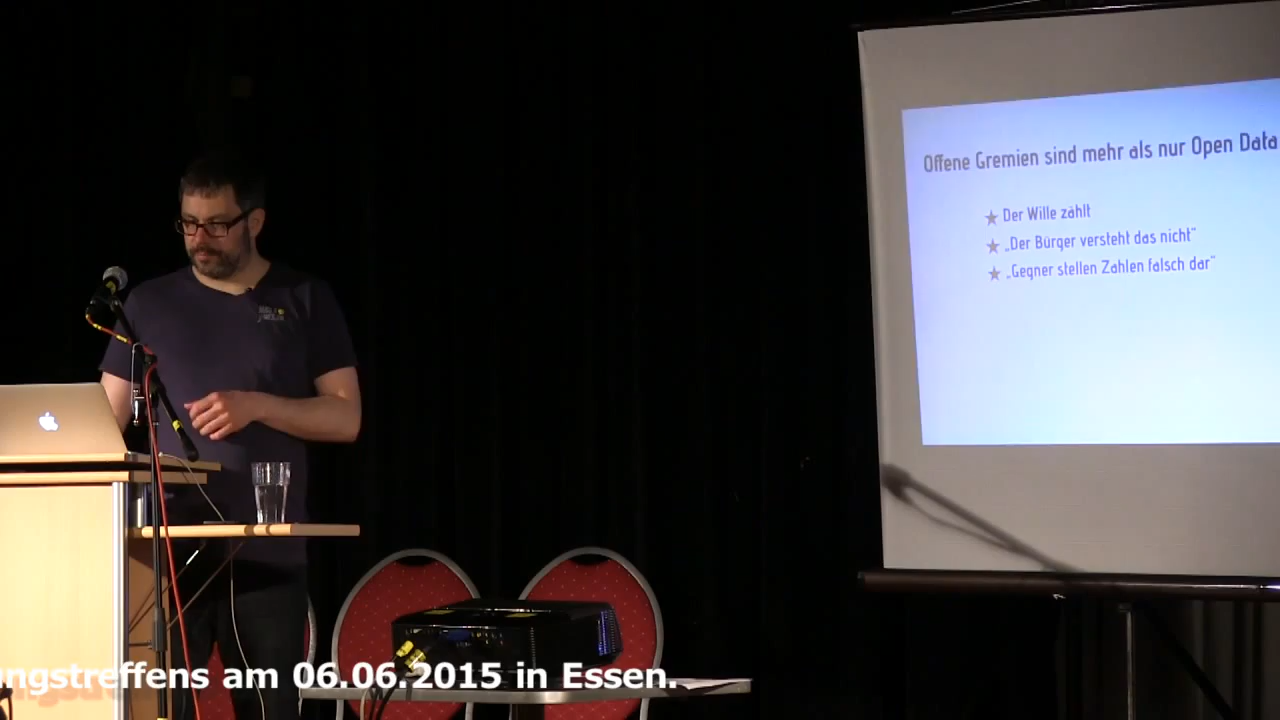 Offene Gremien sind mehr als nur Open Data
Der Wille zählt
„Der Bürger versteht das nicht“
„Gegner stellen Zahlen falsch dar“
ungstreffens am 06.06.2015 in Essen.